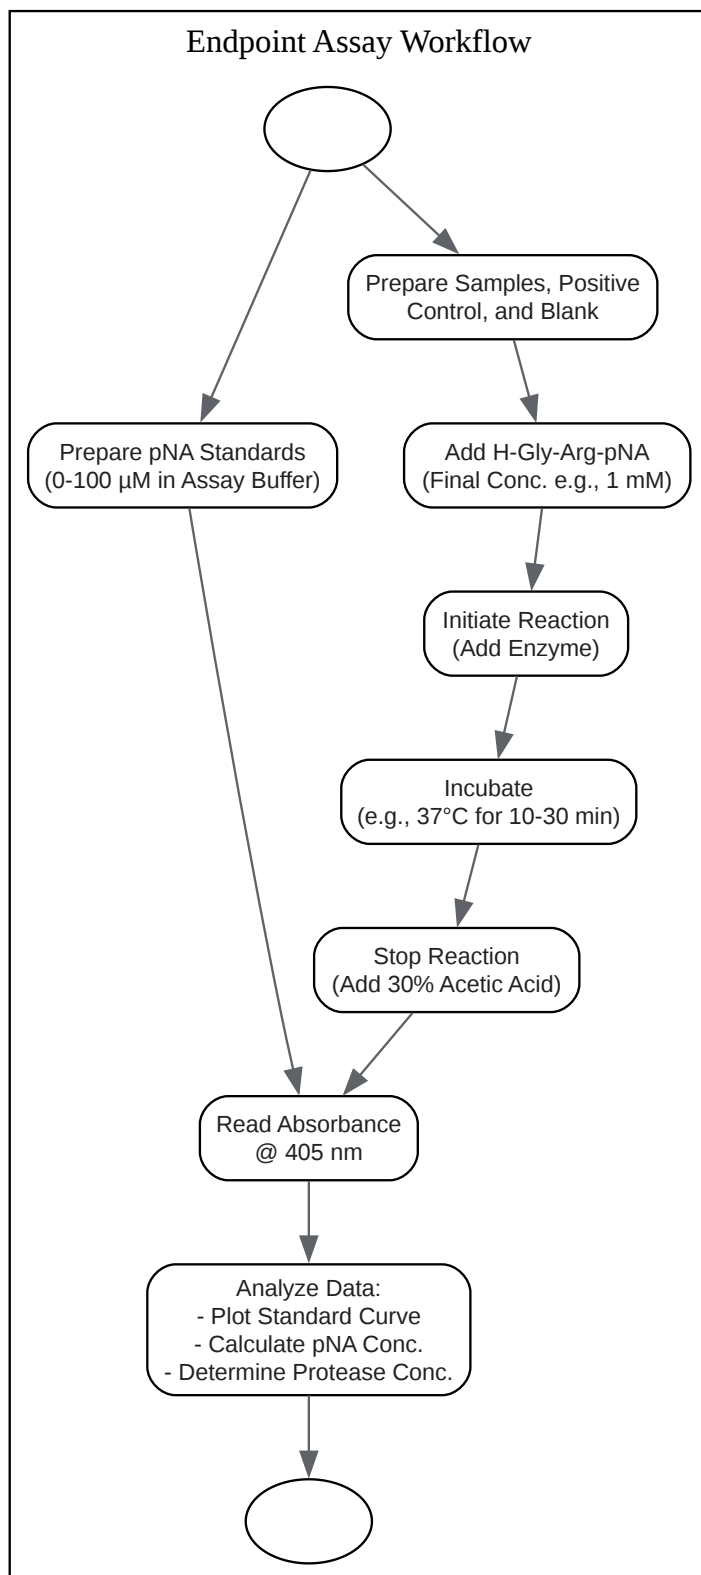 Endpoint Assay Workflow
Prepare Samples, Positive
Control, and Blank
Prepare pNA Standards
(0-100 µM in Assay Buffer)
Add H-Gly-Arg-pNA
(Final Conc. e.g., 1 mM)
Initiate Reaction
(Add Enzyme)
Incubate
(e.g., 37°C for 10-30 min)
Stop Reaction
(Add 30% Acetic Acid)
Read Absorbance
@ 405 nm
Analyze Data:
- Plot Standard Curve
- Calculate pNA Conc.
- Determine Protease Conc.